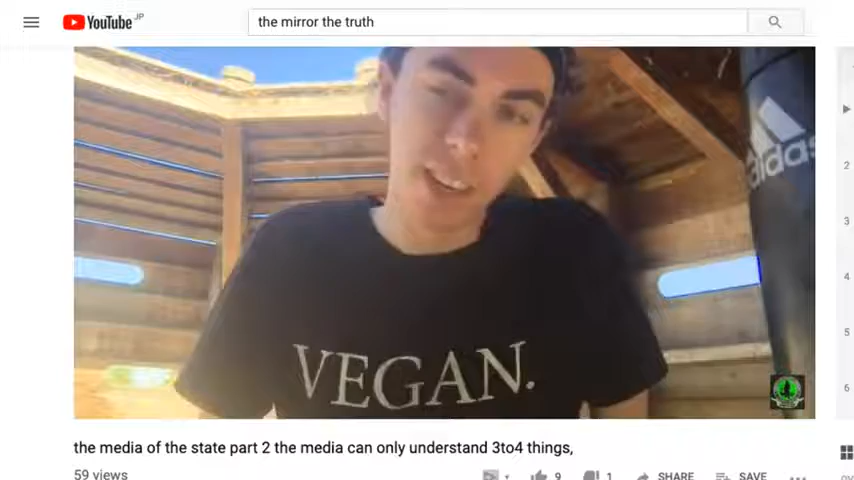 YouTube JP
the mirror the truth
adidas
2
3
4
5
6
VEGAN.
the media of the state part 2 the media can only understand 3to4 things,
59 views
9
1
SHARE
SAVE